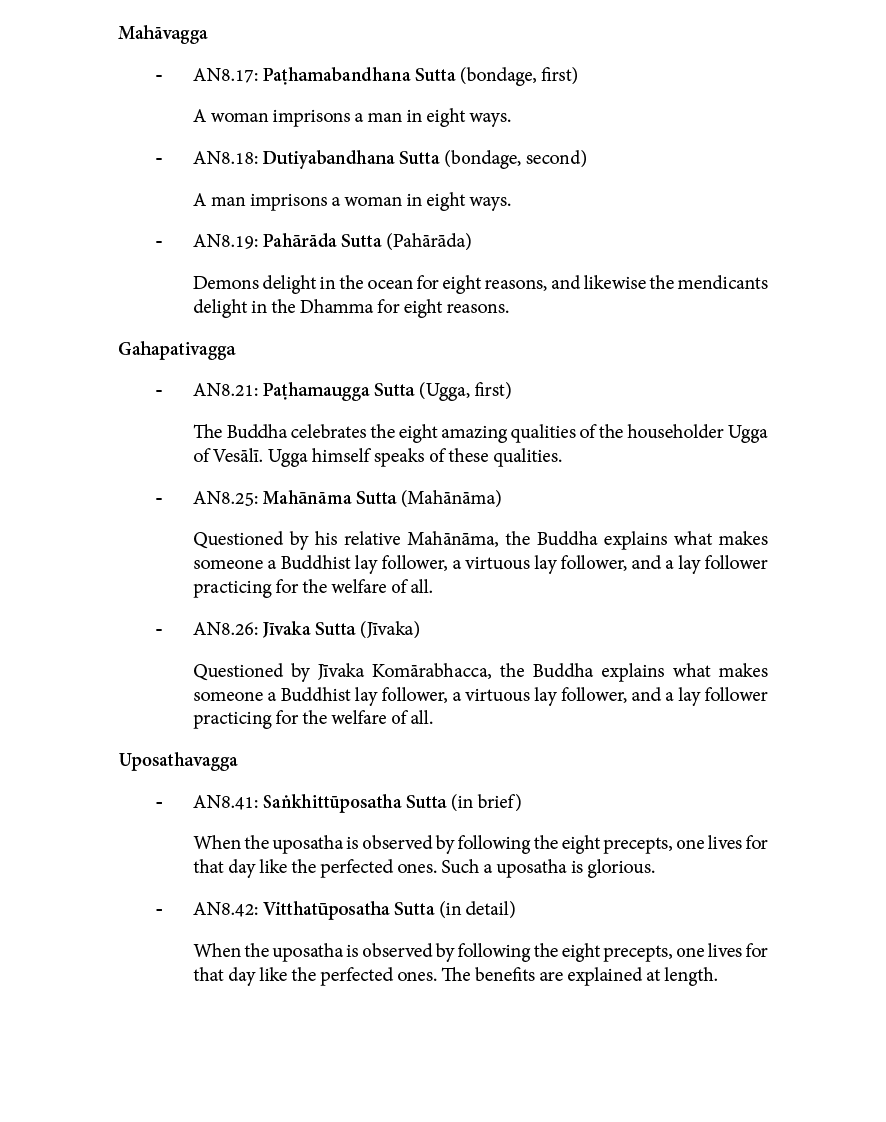 Mahāvagga
- AN8.17: Paṭhamabandhana Sutta (bondage, first)
A woman imprisons a man in eight ways.
- AN8.18: Dutiyabandhana Sutta (bondage, second)
A man imprisons a woman in eight ways.
- AN8.19: Pahārāda Sutta (Pahārāda)
Demons delight in the ocean for eight reasons, and likewise the mendicants
delight in the Dhamma for eight reasons.
Gahapativagga
- AN8.21: Paṭhamaugga Sutta (Ugga, first)
The Buddha celebrates the eight amazing qualities of the householder Ugga
of Vesālī. Ugga himself speaks of these qualities.
- AN8.25: Mahānāma Sutta (Mahānāma)
Questioned by his relative Mahānāma, the Buddha explains what makes
someone a Buddhist lay follower, a virtuous lay follower, and a lay follower
practicing for the welfare of all.
- AN8.26: Jīvaka Sutta (Jīvaka)
Questioned by Jīvaka Komārabhacca, the Buddha explains what makes
someone a Buddhist lay follower, a virtuous lay follower, and a lay follower
practicing for the welfare of all.
Uposathavagga
- AN8.41: Saṅkhittūposatha Sutta (in brief)
When the uposatha is observed by following the eight precepts, one lives for
that day like the perfected ones. Such a uposatha is glorious.
- AN8.42: Vitthatūposatha Sutta (in detail)
When the uposatha is observed by following the eight precepts, one lives for
that day like the perfected ones. The benefits are explained at length.